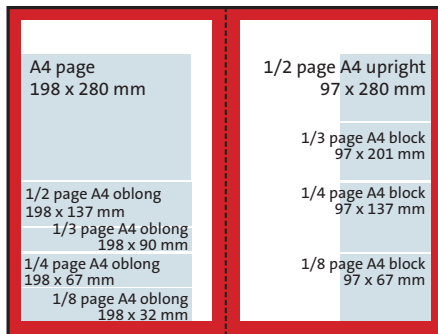 A4 page
198 x 280 mm
1/2 page A4 oblong
198 x 137 mm
1/3 page A4 oblong
198 x 90 mm
1/4 page A4 oblong
198 x 67 mm
1/8 page A4 oblong
198 x 32 mm
1/2 page A4 upright
97 x 280 mm
1/3 page A4 block
97 x 201 mm
1/4 page A4 block
97 x 137 mm
1/8 page A4 block
97 x 67 mm